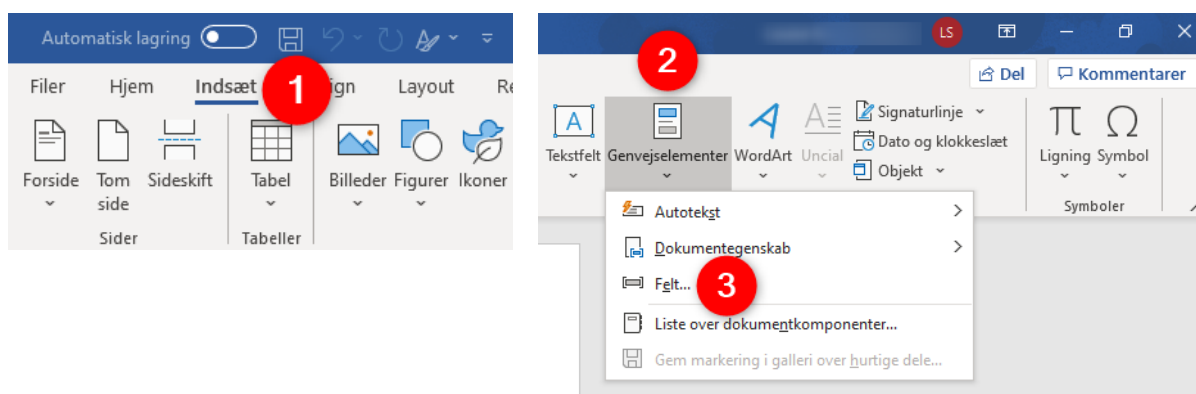 Automatisk lagring
1
Filer Hjem Indsæt ign Layout Re
Forside Tom side Sideskift Tabel Billeder Figurer Ikoner
Sider Tabeller
LS
2
Del Kommentarer
A A A Signaturlinje
Dato og klokkeslæt
Objekt
π Ω
Tekstfelt Genvejselementer WordArt Uncial Ligning Symbol
Symboler
Autotekst
Dokumentegenskab
Felt...
3
Liste over dokumentkomponenter...
Gem markering i galleri over hurtige dele...